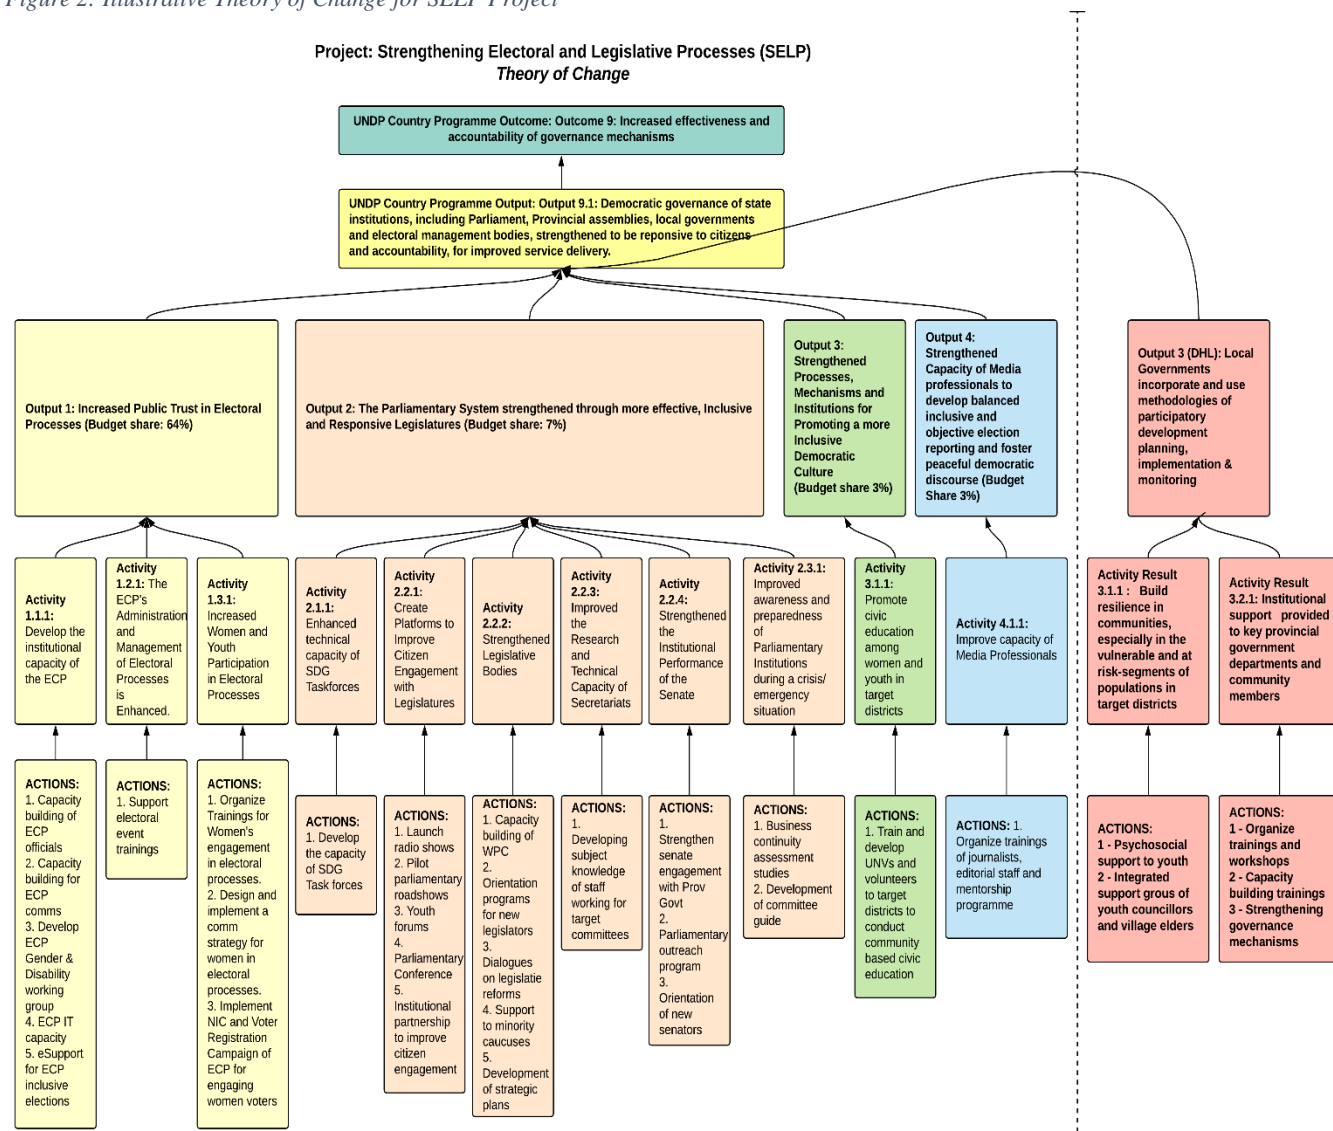 Figure 2: Illustrative Theory of Change for SELP Project
Project: Strengthening Electoral and Legislative Processes (SELP)
Theory of Change
UNDP Country Programme Outcome: Outcome 9: Increased effectiveness and
accountability of governance mechanisms
UNDP Country Programme Output: Output 9.1: Democratic governance of state
institutions, including Parliament, Provincial assemblies, local governments
and electoral management bodies, strengthened to be reponsive to citizens
and accountability, for improved service delivery.
Output 1: Increased Public Trust in Electoral
Processes (Budget share: 64%)
Output 2: The Parliamentary System strengthened through more effective, Inclusive
and Responsive Legislatures (Budget share: 7%)
Output 3:
Strengthened
Processes,
Mechanisms and
Institutions for
Promoting a more
Inclusive
Democratic
Culture
(Budget share 3%)
Output 4:
Strengthened
Capacity of Media
professionals to
develop balanced
inclusive and
objective election
reporting and foster
peaceful democratic
discourse (Budget
Share 3%)
Output 3 (DHL): Local
Governments
incorporate and use
methodologies of
participatory
development
planning,
implementation &
monitoring
Activity
1.1.1:
Develop the
institutional
capacity of
the ECP
Activity
1.2.1: The
ECP's
Administration
and
Management
of Electoral
Processes
is
Enhanced.
Activity
1.3.1:
Increased
Women and
Youth
Participation
in Electoral
Processes
Activity
2.1.1:
Enhanced
technical
capacity of
SDG
Taskforces
Activity
2.2.1:
Create
Platforms to
Improve
Citizen
Engagement
with
Legislatures
Activity
2.2.2:
Strengthened
Legislative
Bodies
Activity
2.2.3:
Improved
the
Research
and
Technical
Capacity of
Secretariats
Activity
2.2.4:
Strengthened
the
Institutional
Performance
of the
Senate
Activity 2.3.1:
Improved
awareness and
preparedness
of
Parliamentary
Institutions
during a crisis/
emergency
situation
Activity
3.1.1:
Promote
civic
education
among
women and
youth in
target
districts
Activity 4.1.1:
Improve capacity of
Media Professionals
Activity Result
3.1.1 : Build
resilience in
communities,
especially in the
vulnerable and at
risk-segments of
populations in
target districts
Activity Result
3.2.1: Institutional
support provided
to key provincial
government
departments and
community
members
ACTIONS:
1. Capacity
building of
ECP
officials
2. Capacity
building for
ECP
comms
3. Develop
ECP
Gender &
Disability
working
group
4. ECP IT
capacity
5. eSupport
for ECP
inclusive
elections
ACTIONS:
1. Support
electoral
event
trainings
ACTIONS:
1. Organize
Trainings for
Women's
engagement
in electoral
processes.
2. Design and
implement a
comm
strategy for
women in
electoral
processes.
3. Implement
NIC and Voter
Registration
Campaign of
ECP for
engaging
women voters
ACTIONS:
1. Develop
the capacity
of SDG
Task forces
ACTIONS:
1. Launch
radio shows
2. Pilot
parliamentary
roadshows
3. Youth
forums
4.
Parliamentary
Conference
5.
Institutional
partnership
to improve
citizen
engagement
ACTIONS:
1. Capacity
building of
WPC
2.
Orientation
programs
for new
legislators
3.
Dialogues
on legislatie
reforms
4. Support
to minority
caucuses
5.
Development
of strategic
plans
ACTIONS:
1.
Developing
subject
knowledge
of staff
working for
target
committees
ACTIONS:
1.
Strengthen
senate
engagement
with Prov
Govt
2.
Parliamentary
outreach
program
3.
Orientation
of new
senators
ACTIONS:
1. Business
continuity
assessment
studies
2. Development
of committee
guide
ACTIONS:
1. Train and
develop
UNVs and
volunteers
to target
districts to
conduct
community
based civic
education
ACTIONS: 1.
Organize trainings
of journalists,
editorial staff and
mentorship
programme
ACTIONS:
1 - Psychosocial
support to youth
2 - Integrated
support grous of
youth councillors
and village elders
ACTIONS:
1 - Organize
trainings and
workshops
2 - Capacity
building trainings
3 - Strengthening
governance
mechanisms